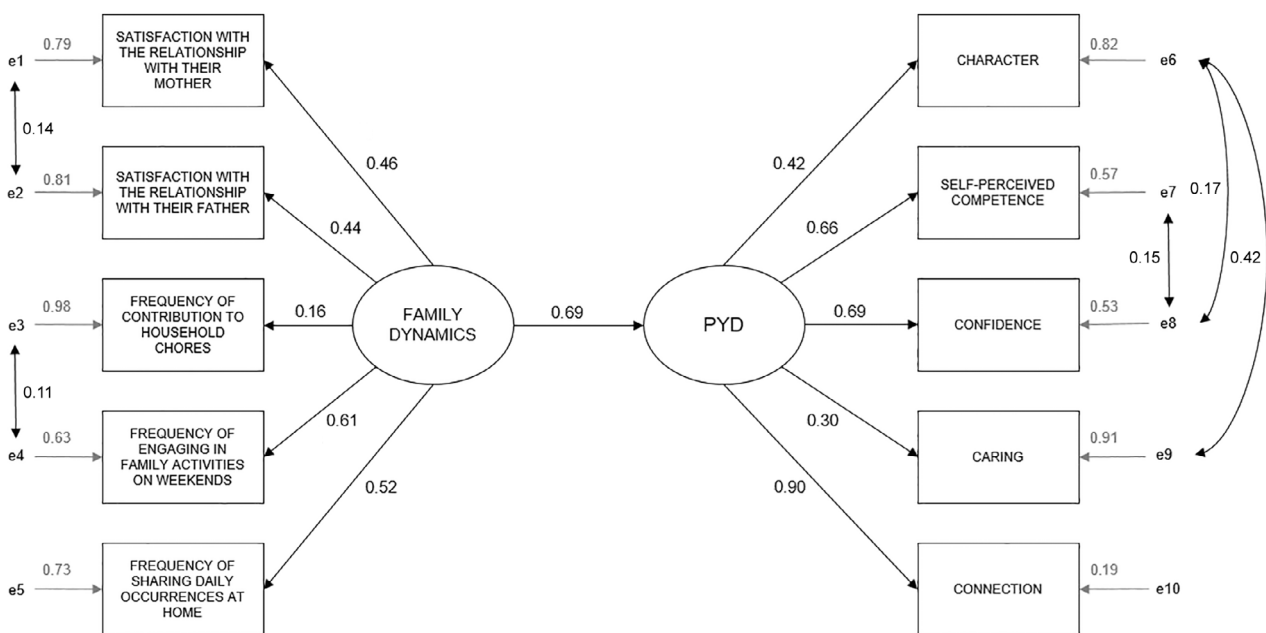 e1
0.79
SATISFACTION WITH
THE RELATIONSHIP
WITH THEIR
MOTHER
0.14
e2
0.81
SATISFACTION WITH
THE RELATIONSHIP
WITH THEIR FATHER
e3
0.98
FREQUENCY OF
CONTRIBUTION TO
HOUSEHOLD
CHORES
0.11
e4
0.63
FREQUENCY OF
ENGAGING IN
FAMILY ACTIVITIES
ON WEEKENDS
e5
0.73
FREQUENCY OF
SHARING DAILY
OCCURRENCES AT
HOME
0.46
0.44
0.16
0.61
0.52
FAMILY
DYNAMICS
0.69
PYD
0.42
0.66
0.69
0.30
0.90
CHARACTER
0.82
e6
SELF-PERCEIVED
COMPETENCE
0.57
e7
0.17
0.15
0.42
CONFIDENCE
0.53
e8
CARING
0.91
e9
CONNECTION
0.19
e10